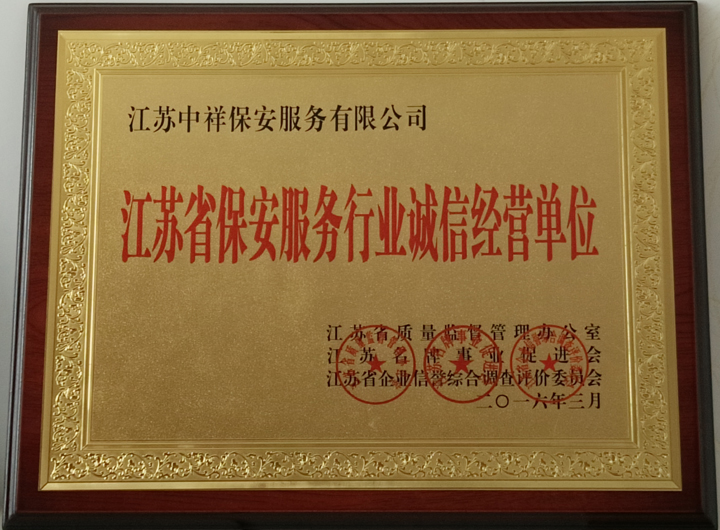 江苏中祥保安服务有限公司
江苏省保安服务行业诚信经营单位
江苏省质量监督管理办公室
江苏省牌事业促进会
江苏省企业信誉综合调查评价委员会
二〇一六年三月